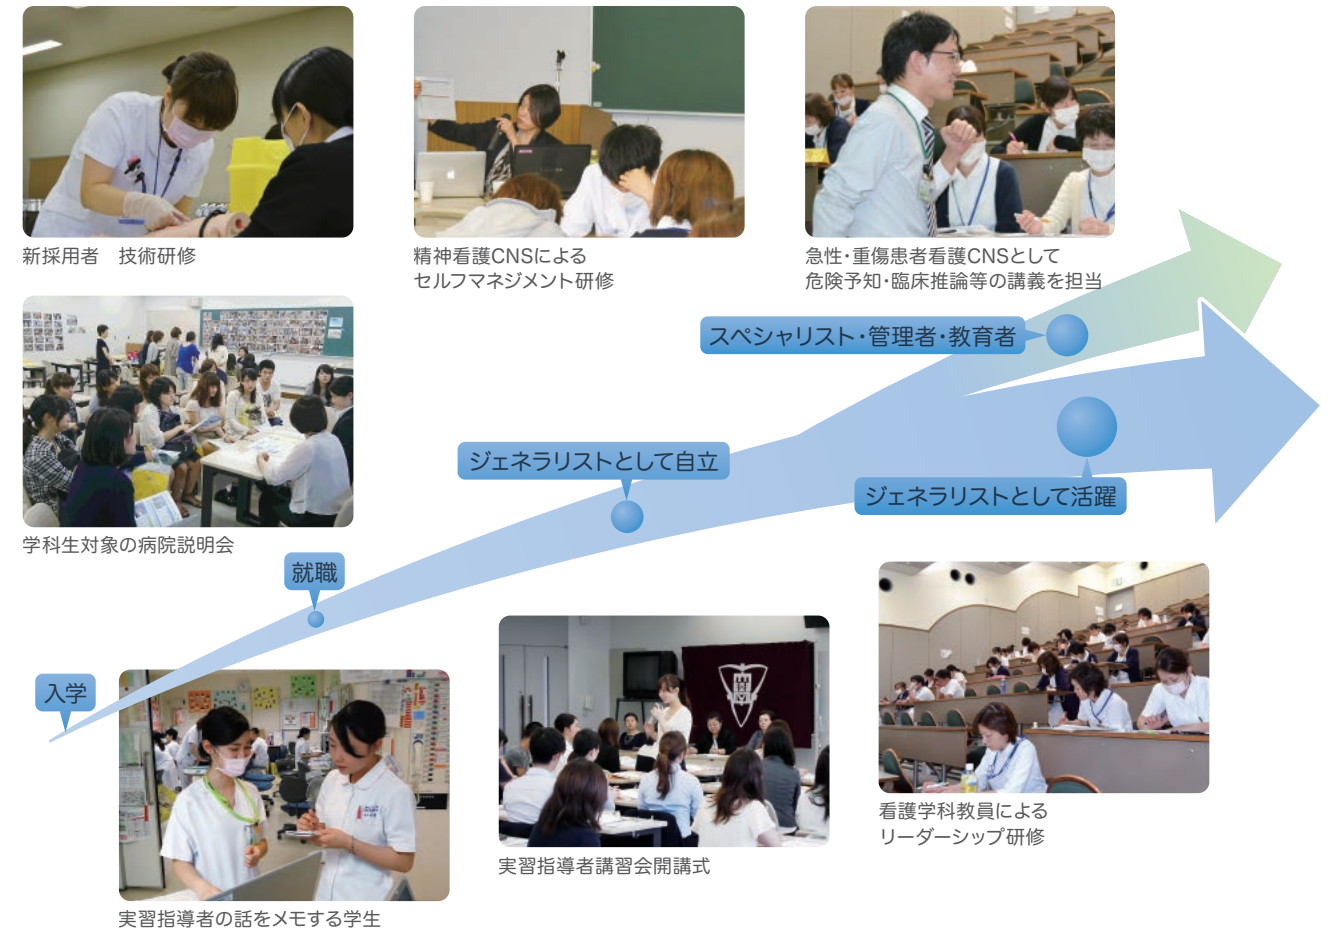 新採用者　技術研修
精神看護CNSによる
セルフマネジメント研修
急性・重傷患者看護CNSとして
危険予知・臨床推論等の講義を担当
スペシャリスト・管理者・教育者
学科生対象の病院説明会
ジェネラリストとして自立
ジェネラリストとして活躍
就職
入学
実習指導者の話をメモする学生
実習指導者講習会開講式
看護学科教員による
リーダーシップ研修